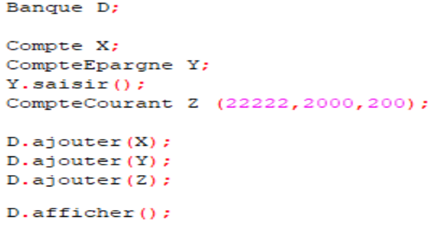 Banque D;
Compte X;
CompteEpargne Y;
Y.saisir();
CompteCourant Z (22222,2000,200);
D.ajouter(X);
D.ajouter(Y);
D.ajouter(Z);
D.afficher();